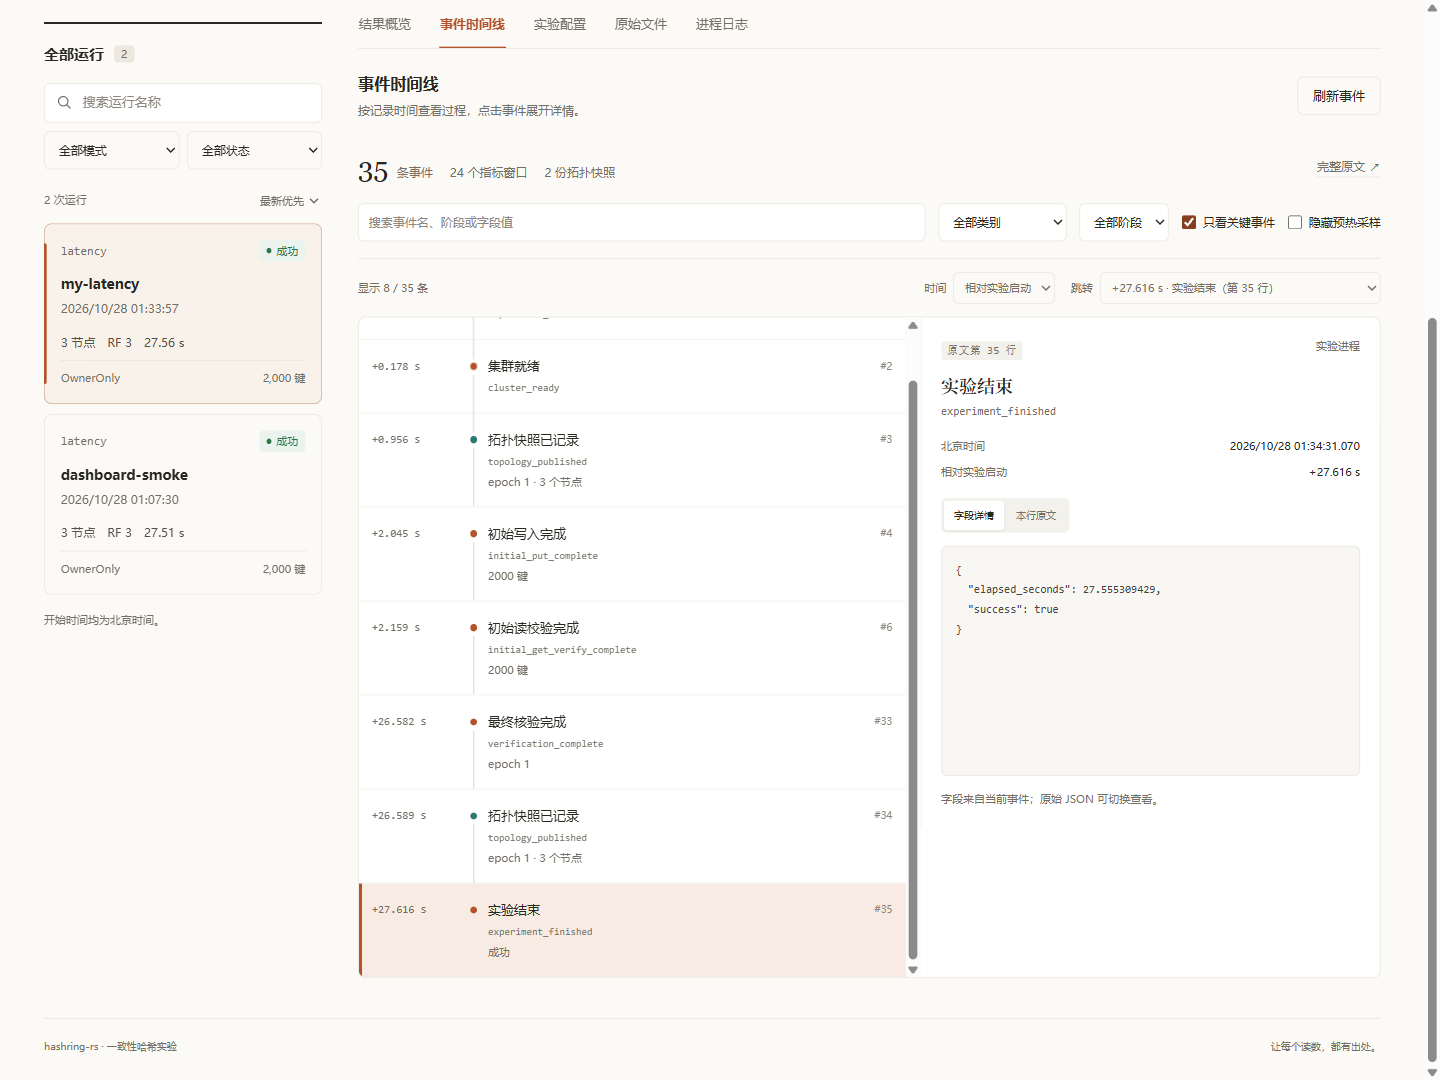 全部运行 2
搜索运行名称
全部模式
全部状态
2 次运行
最新优先
latency
成功
my-latency
2026/10/28 01:33:57
3 节点 RF 3 27.56 s
OwnerOnly 2,000 键
latency
成功
dashboard-smoke
2026/10/28 01:07:30
3 节点 RF 3 27.51 s
OwnerOnly 2,000 键
开始时间均为北京时间。
结果概览 事件时间线 实验配置 原始文件 进程日志
事件时间线
按记录时间查看过程，点击事件展开详情。
刷新事件
35 条事件 24 个指标窗口 2 份拓扑快照
完整原文 ↗
搜索事件名、阶段或字段值
全部类别
全部阶段
只看关键事件
隐藏预热采样
显示 8 / 35 条
时间 相对实验启动
跳转 +27.616 s · 实验结束（第 35 行）
+0.178 s 集群就绪 #2
cluster_ready
+0.956 s 拓扑快照已记录 #3
topology_published
epoch 1 · 3 个节点
+2.045 s 初始写入完成 #4
initial_put_complete
2000 键
+2.159 s 初始读校验完成 #6
initial_get_verify_complete
2000 键
+26.582 s 最终核验完成 #33
verification_complete
epoch 1
+26.589 s 拓扑快照已记录 #34
topology_published
epoch 1 · 3 个节点
+27.616 s 实验结束 #35
experiment_finished
成功
原文第 35 行
实验进程
实验结束
experiment_finished
北京时间 2026/10/28 01:34:31.070
相对实验启动 +27.616 s
字段详情 本行原文
{
"elapsed_seconds": 27.555309429,
"success": true
}
字段来自当前事件；原始 JSON 可切换查看。
hashring-rs · 一致性哈希实验
让每个读数，都有出处。